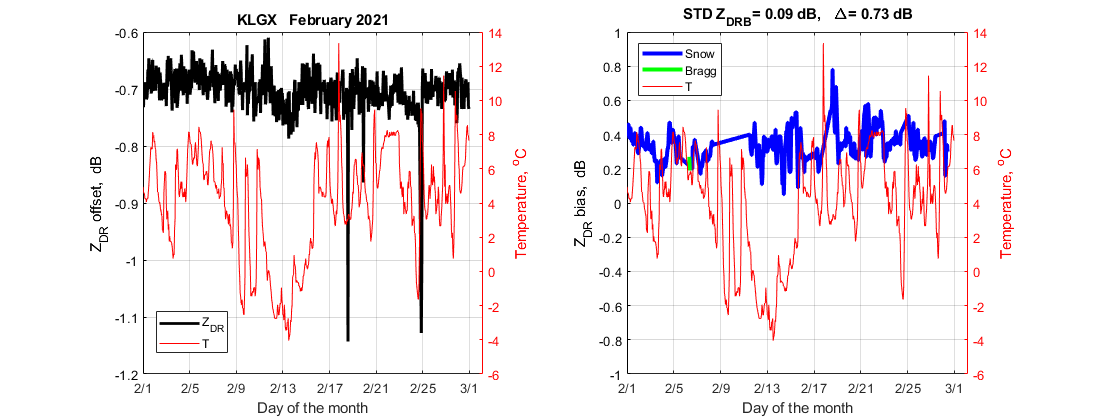 KLGX February 2021
-0.6
-0.7
-0.8
-0.9
-1
-1.1
-1.2
Z_DR offset, dB
14
12
10
8
6
4
2
0
-2
-4
-6
Temperature, °C
Z_DR
T
2/1 2/5 2/9 2/13 2/17 2/21 2/25 3/1
Day of the month
STD Z_DRB = 0.09 dB, Δ = 0.73 dB
1
0.8
0.6
0.4
0.2
0
-0.2
-0.4
-0.6
-0.8
-1
Z_DR bias, dB
Snow
Bragg
T
14
12
10
8
6
4
2
0
-2
-4
-6
Temperature, °C
2/1 2/5 2/9 2/13 2/17 2/21 2/25 3/1
Day of the month